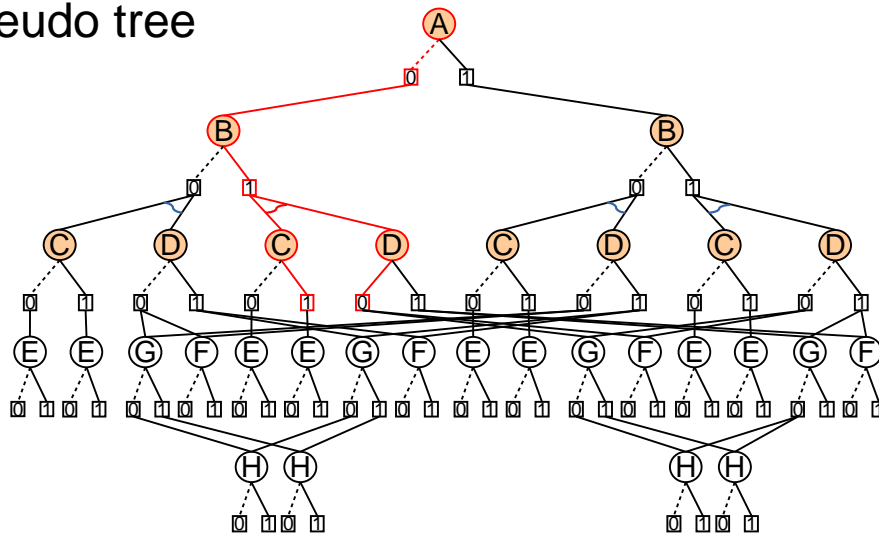 eudo tree
A
0 1
B B
0 1 0 1
C D C D C D C D
0 1 0 1 0 1 0 1 0 1 0 1 0 1 0 1
E E G F E E G F E E G F E E G F
0 1 0 1 0 1 0 1 0 1 0 1 0 1 0 1 0 1 0 1 0 1 0 1 0 1 0 1 0 1 0 1
H H H H
0 1 0 1 0 1 0 1